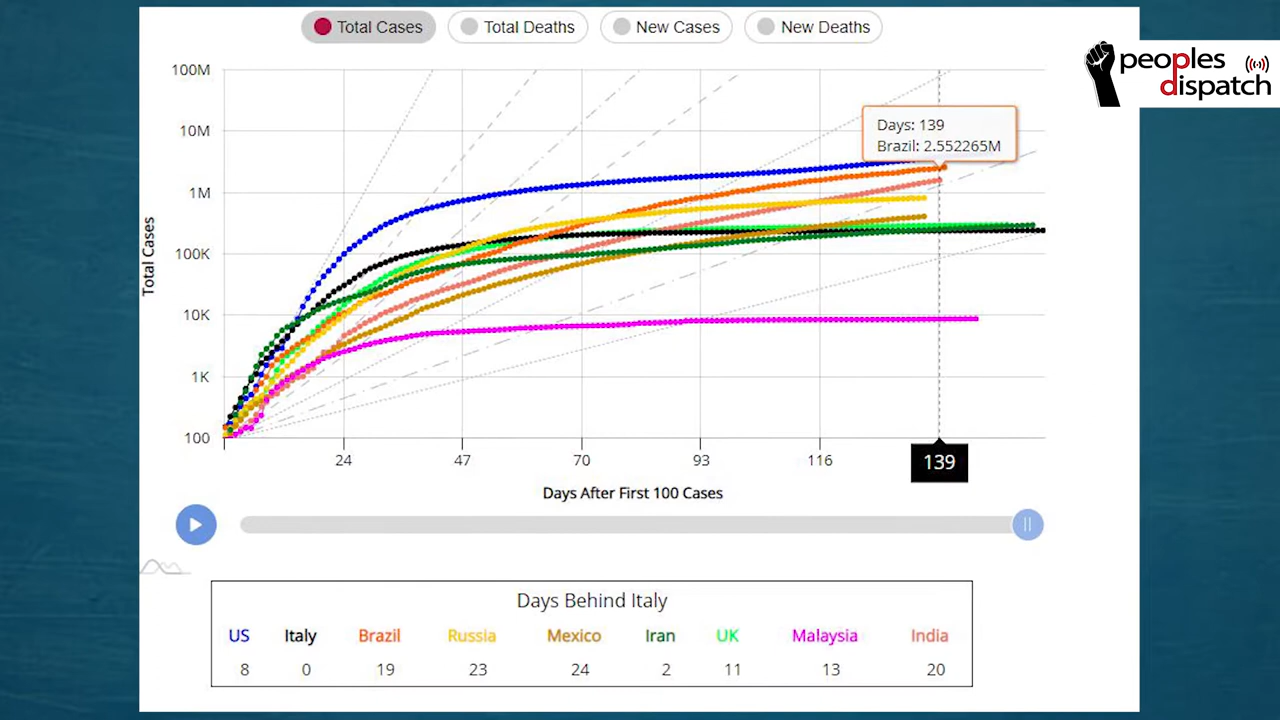 Total Cases Total Deaths New Cases New Deaths
peoples
dispatch
100M
10M
1M
100K
10K
1K
100
Total Cases
Days: 139
Brazil: 2.552265M
24 47 70 93 116 139
Days After First 100 Cases
Days Behind Italy
US Italy Brazil Russia Mexico Iran UK Malaysia India
8 0 19 23 24 2 11 13 20